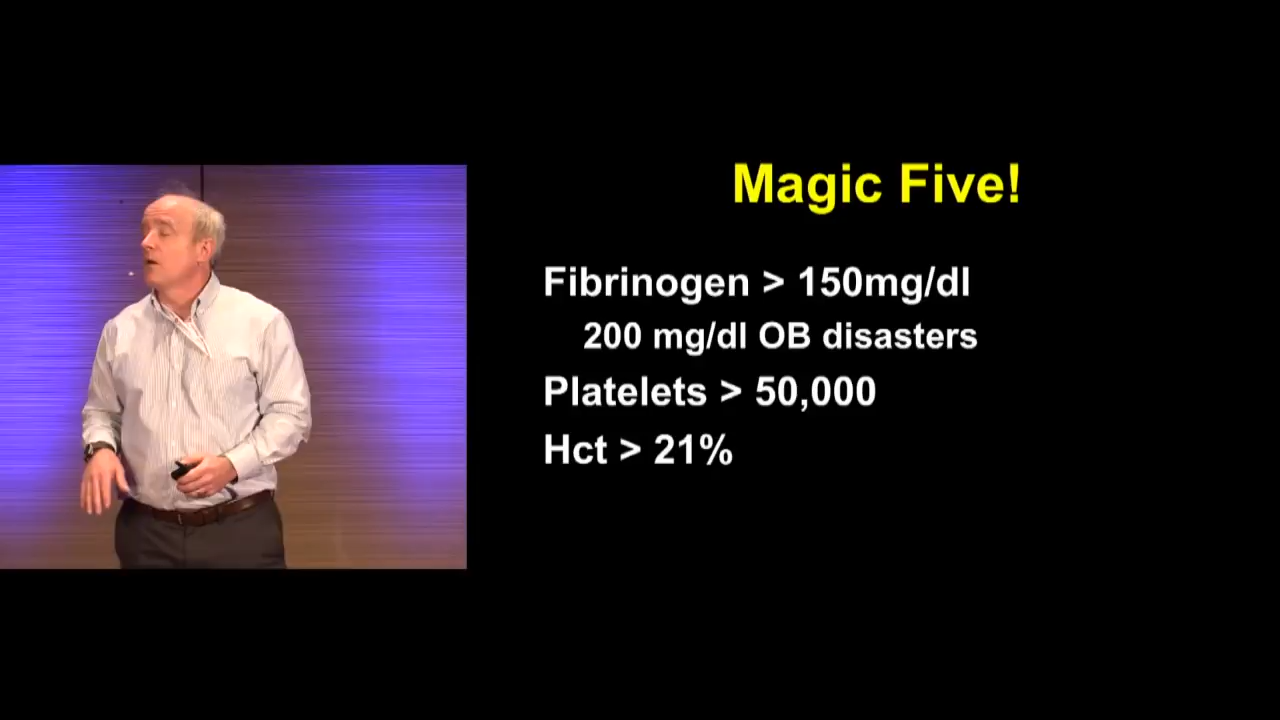 Magic Five!
Fibrinogen > 150mg/dl
200 mg/dl OB disasters
Platelets > 50,000
Hct > 21%